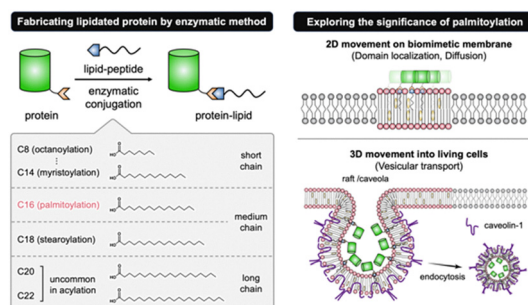 Fabricating lipidated protein by enzymatic method
lipid-peptide
enzymatic
conjugation
protein
protein-lipid
C8 (octanoylation)
⋮
C14 (myristoylation)
short
chain
C16 (palmitoylation)
medium
chain
C18 (stearoylation)
C20
C22
uncommon
in acylation
long
chain
Exploring the significance of palmitoylation
2D movement on biomimetic membrane
(Domain localization, Diffusion)
3D movement into living cells
(Vesicular transport)
raft /caveola
caveolin-1
endocytosis